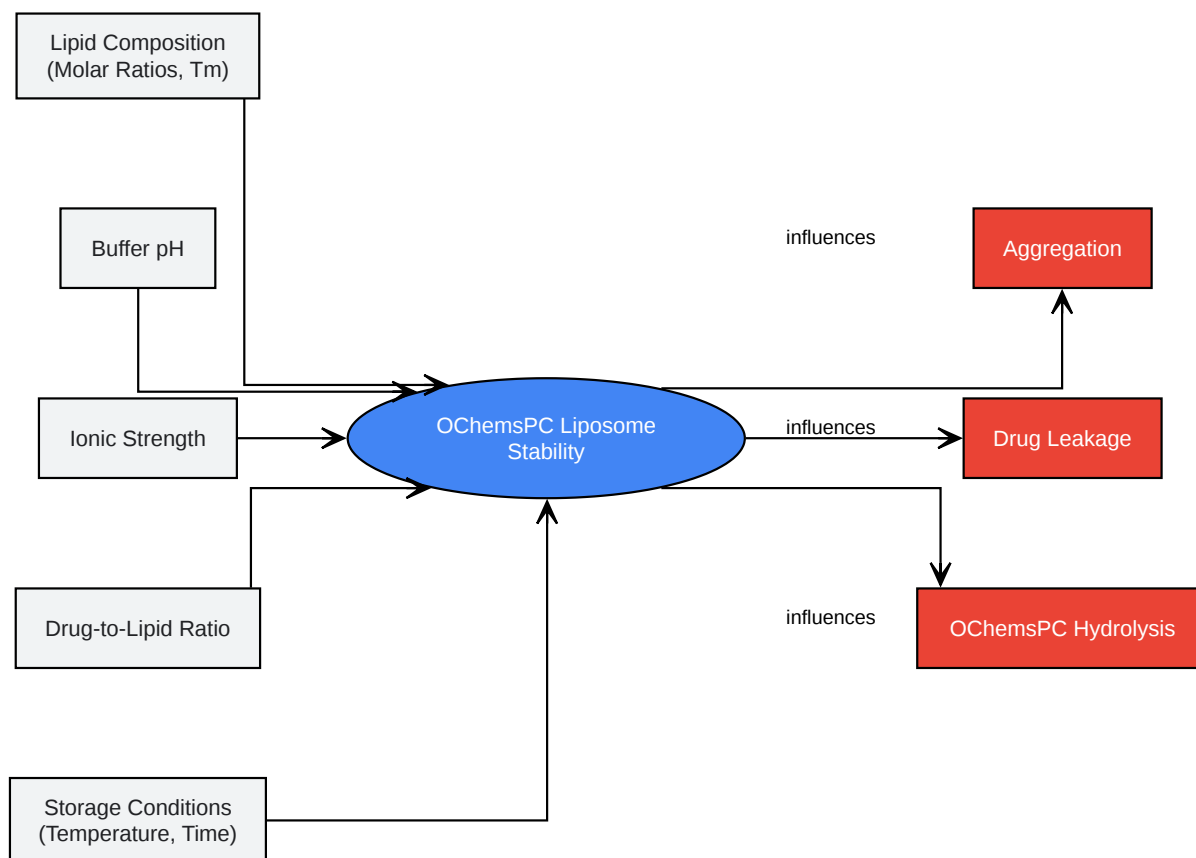 Lipid Composition
(Molar Ratios, Tm)
Buffer pH
influences
Aggregation
Ionic Strength
OChemsPC Liposome
Stability
influences
Drug Leakage
Drug-to-Lipid Ratio
influences
OChemsPC Hydrolysis
Storage Conditions
(Temperature, Time)